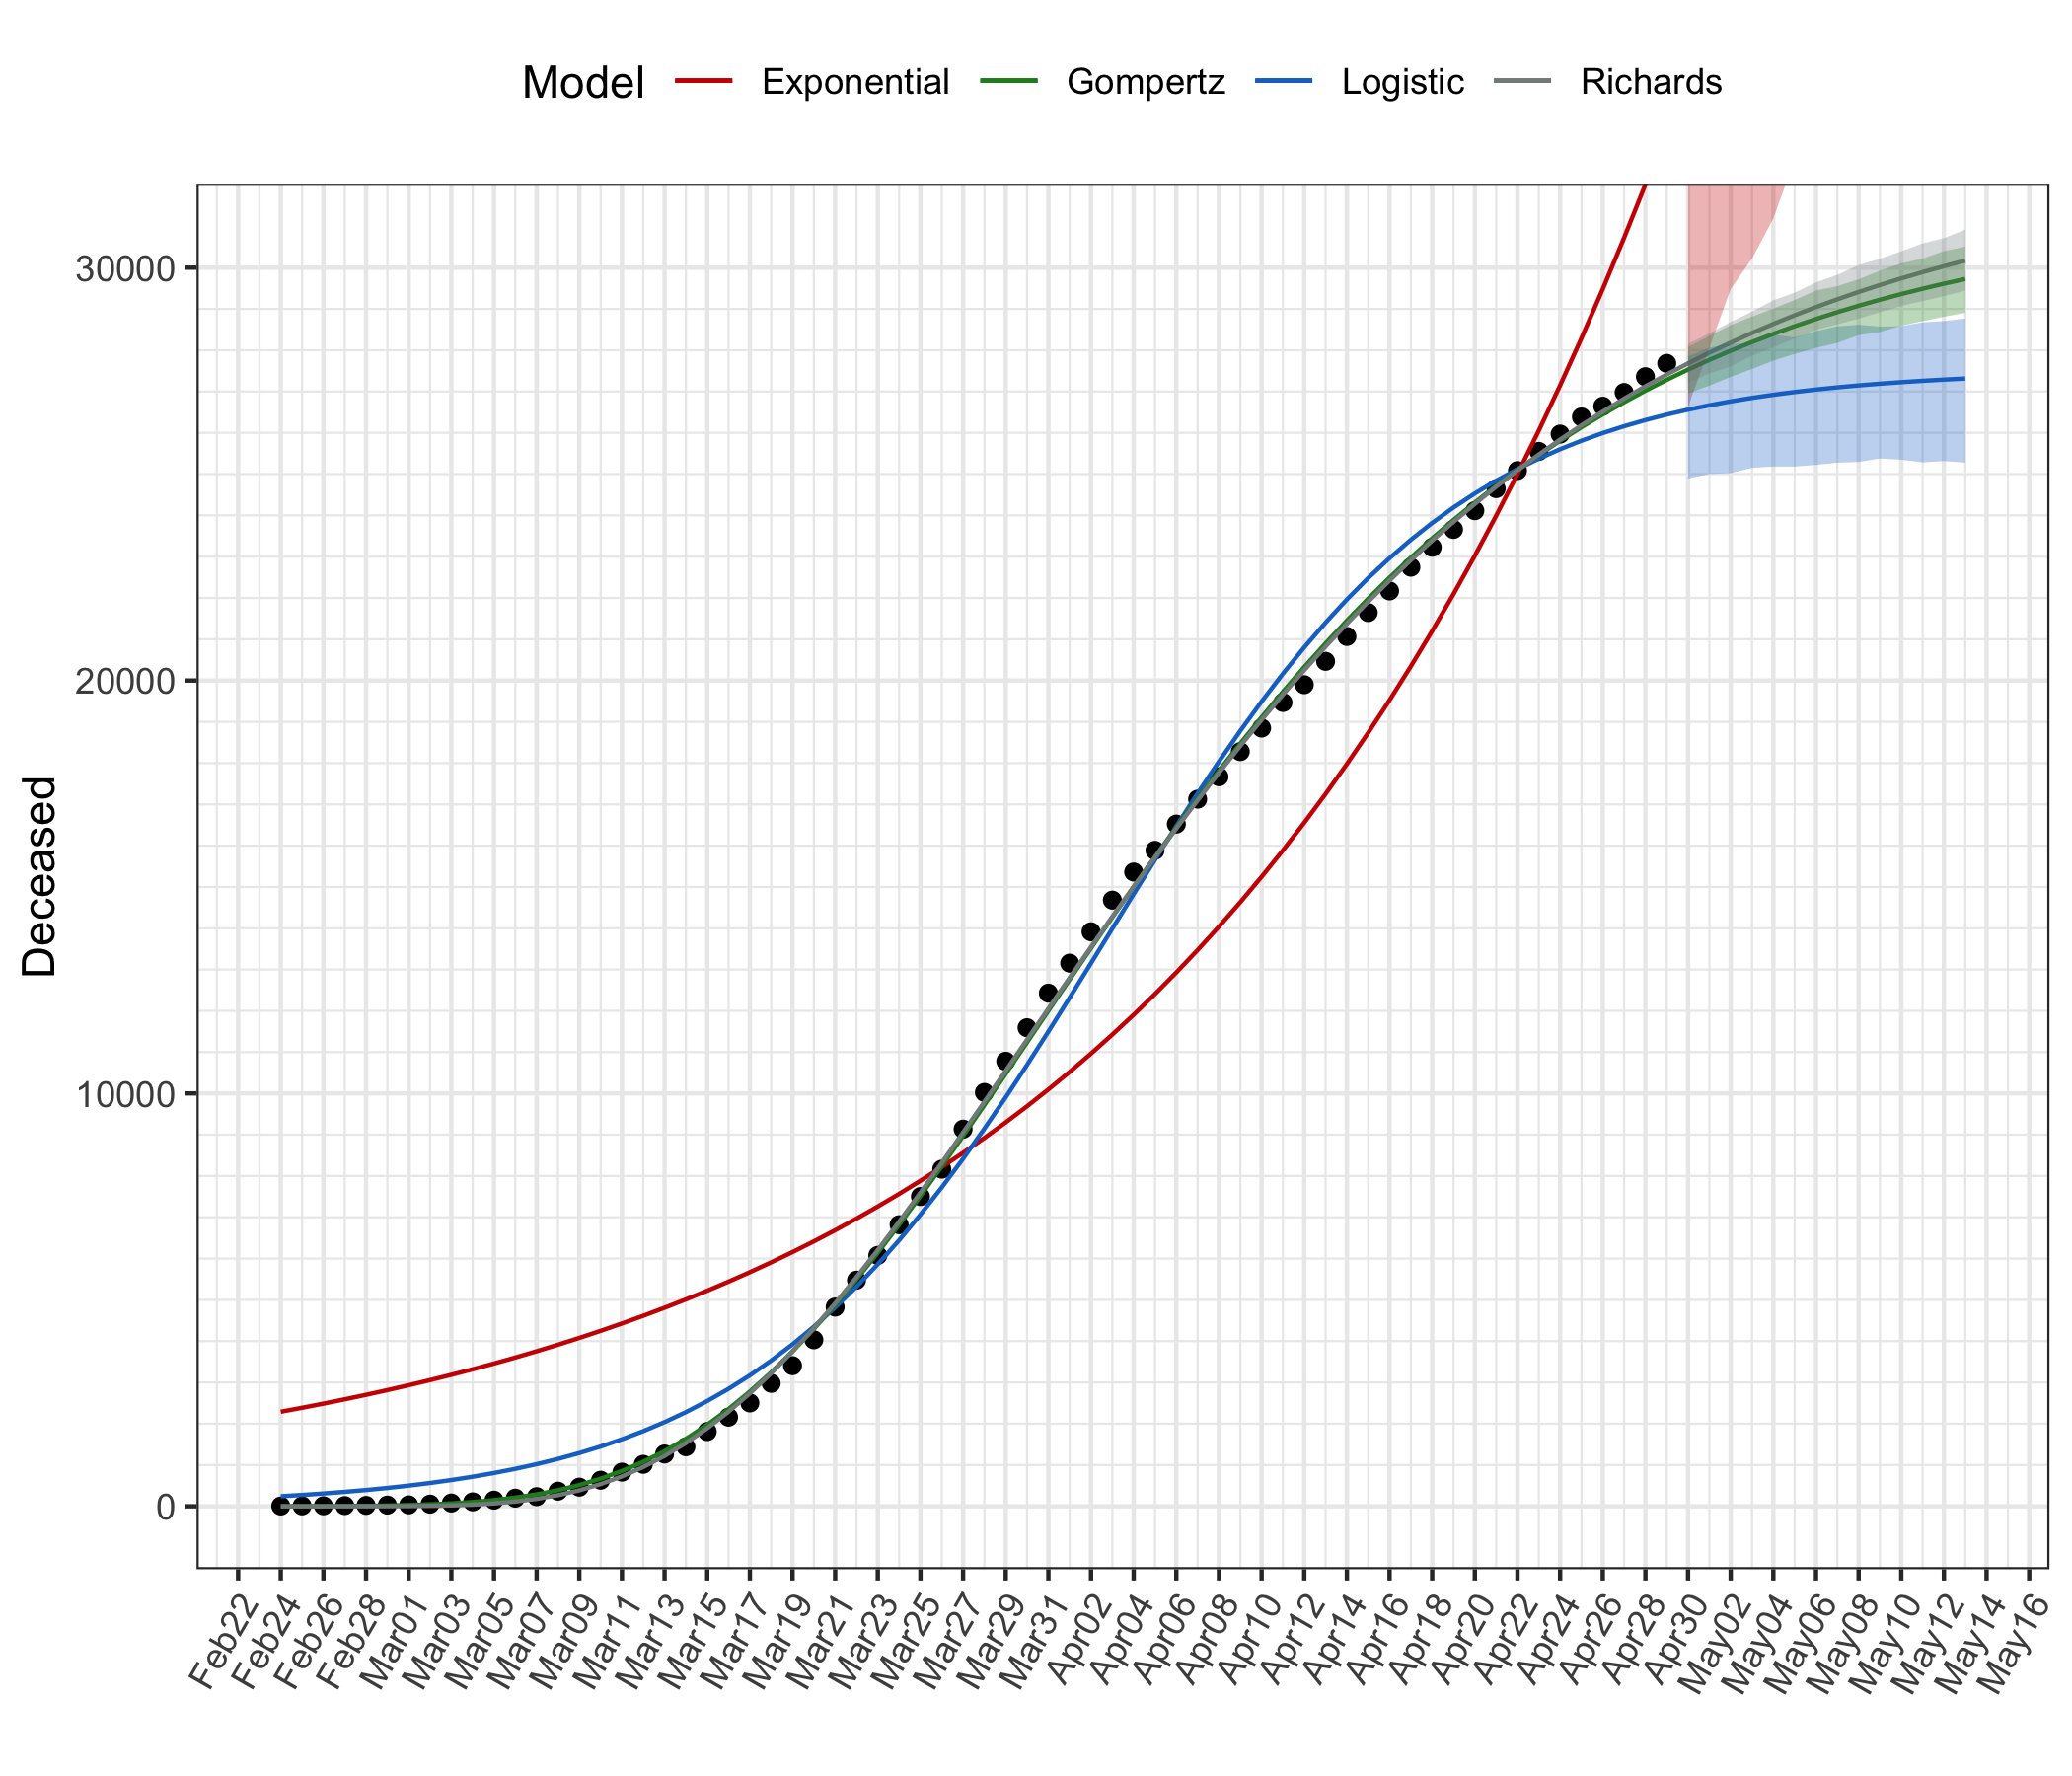 Model Exponential Gompertz Logistic Richards
30000
20000
10000
0
Deceased
Feb22 Feb24 Feb26 Feb28 Mar01 Mar03 Mar05 Mar07 Mar09 Mar11 Mar13 Mar15 Mar17 Mar19 Mar21 Mar23 Mar25 Mar27 Mar29 Mar31 Apr02 Apr04 Apr06 Apr08 Apr10 Apr12 Apr14 Apr16 Apr18 Apr20 Apr22 Apr24 Apr26 Apr28 Apr30 May02 May04 May06 May08 May10 May12 May14 May16